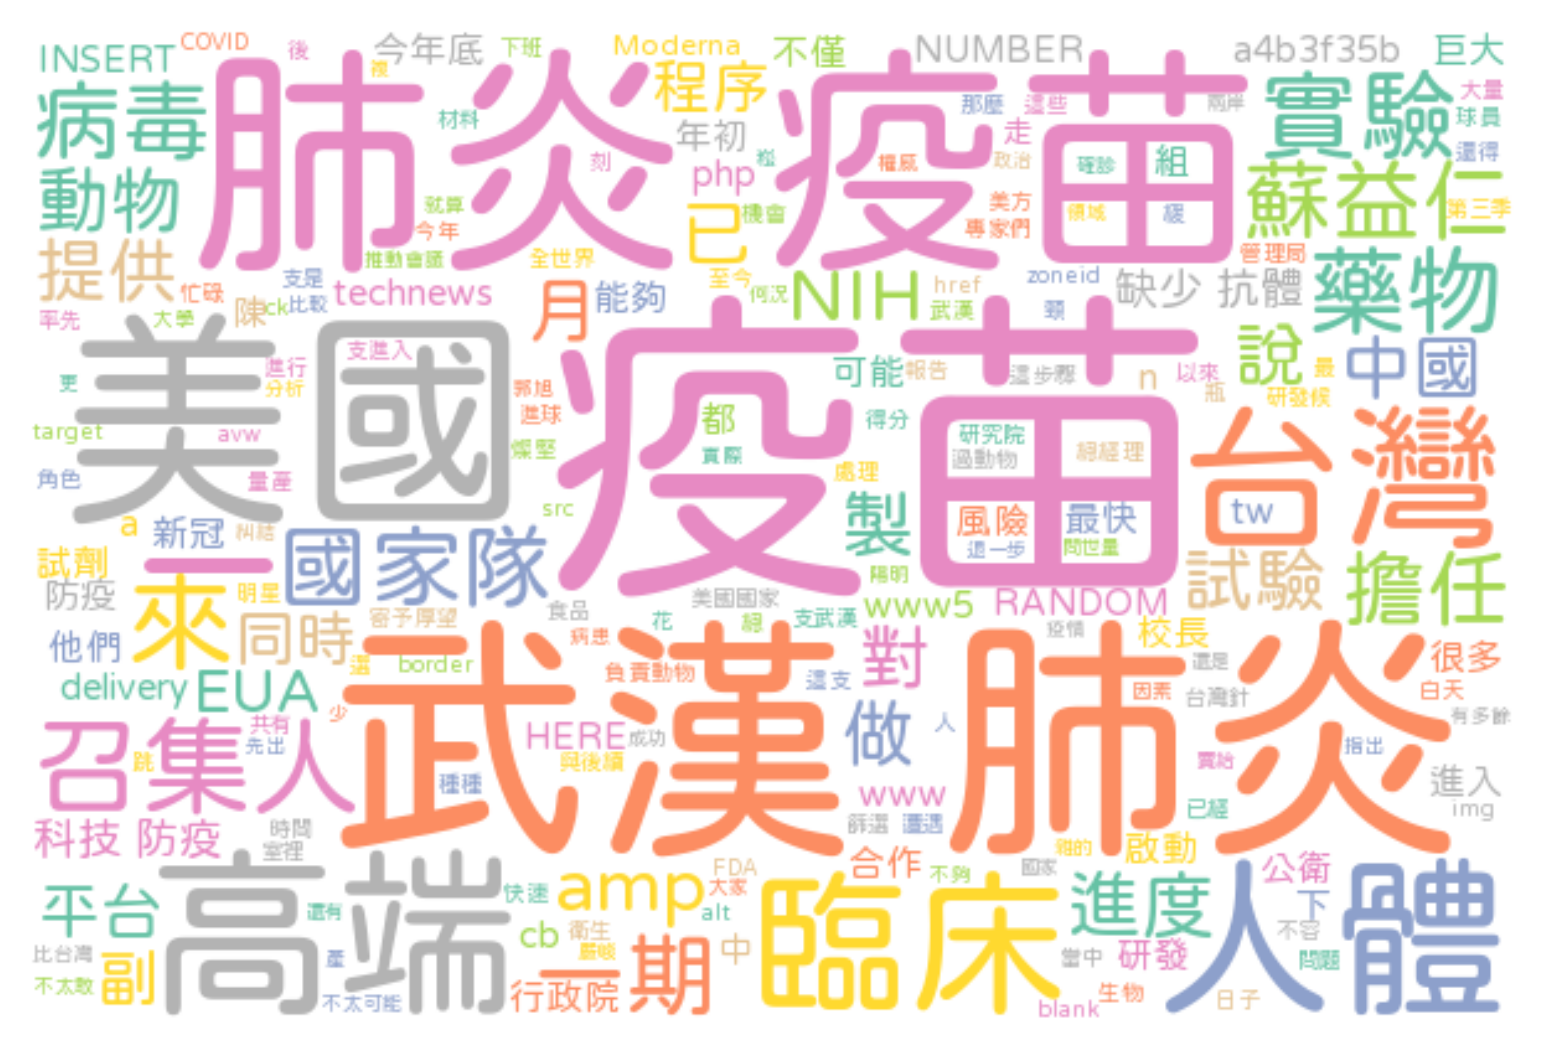 INSERT
COVID
後
今年底
下班
Moderna
不僅
NUMBER
a4b3f35b
巨大
病毒
肺炎
疫苗
程序
材料
年初
那麼
這些
走
兩岸
實驗
大量
球員
還得
動物
刻
php
權威
政治
確診
組
蘇益仁
就算
今年
已
機會
美方
專家們
領域
第三季
提供
推動會議
全世界
至今
管理局
忙碌
支是
比較
technews
月
能夠
何況
NIH
href
武漢
zoneid
頸
缺少
抗體
藥物
率先
大學
陳
ck
美國
支進入
進行
分析
更
疫苗
可能
報告
這步驟
n
以來
瓶
說
最
研發候
中國
郭旭
進球
target
avw
都
得分
研究院
過動物
總經理
台灣
角色
量產
燦堅
實際
處理
src
製
風險
最快
退一步
問世量
tw
a
新冠
糾結
國家隊
一
試劑
防疫
來
明星
同時
寄予厚望
食品
美國國家
陽明
www5
RANDOM
試驗
擔任
他們
還
border
病患
花
總
支武漢
疫情
校長
對
delivery
EUA
少
武漢
肺炎
負責動物
這支
因素
還是
台灣針
很多
白天
有多餘
召集人
共有
先出
跳
種種
HERE
成功
與後續
做
人
賣給
指出
進入
img
www
科技
防疫
時間
室裡
篩選
遭遇
已經
雜的
啟動
合作
FDA
大家
不夠
國家
公衛
高端
平台
還有
快速
amp
alt
臨床
進度
下
人體
比台灣
不太敢
副
產
不太可能
cb
衛生
嚴峻
行政院
一期
中
當中
研發
生物
blank
不容
問題
日子